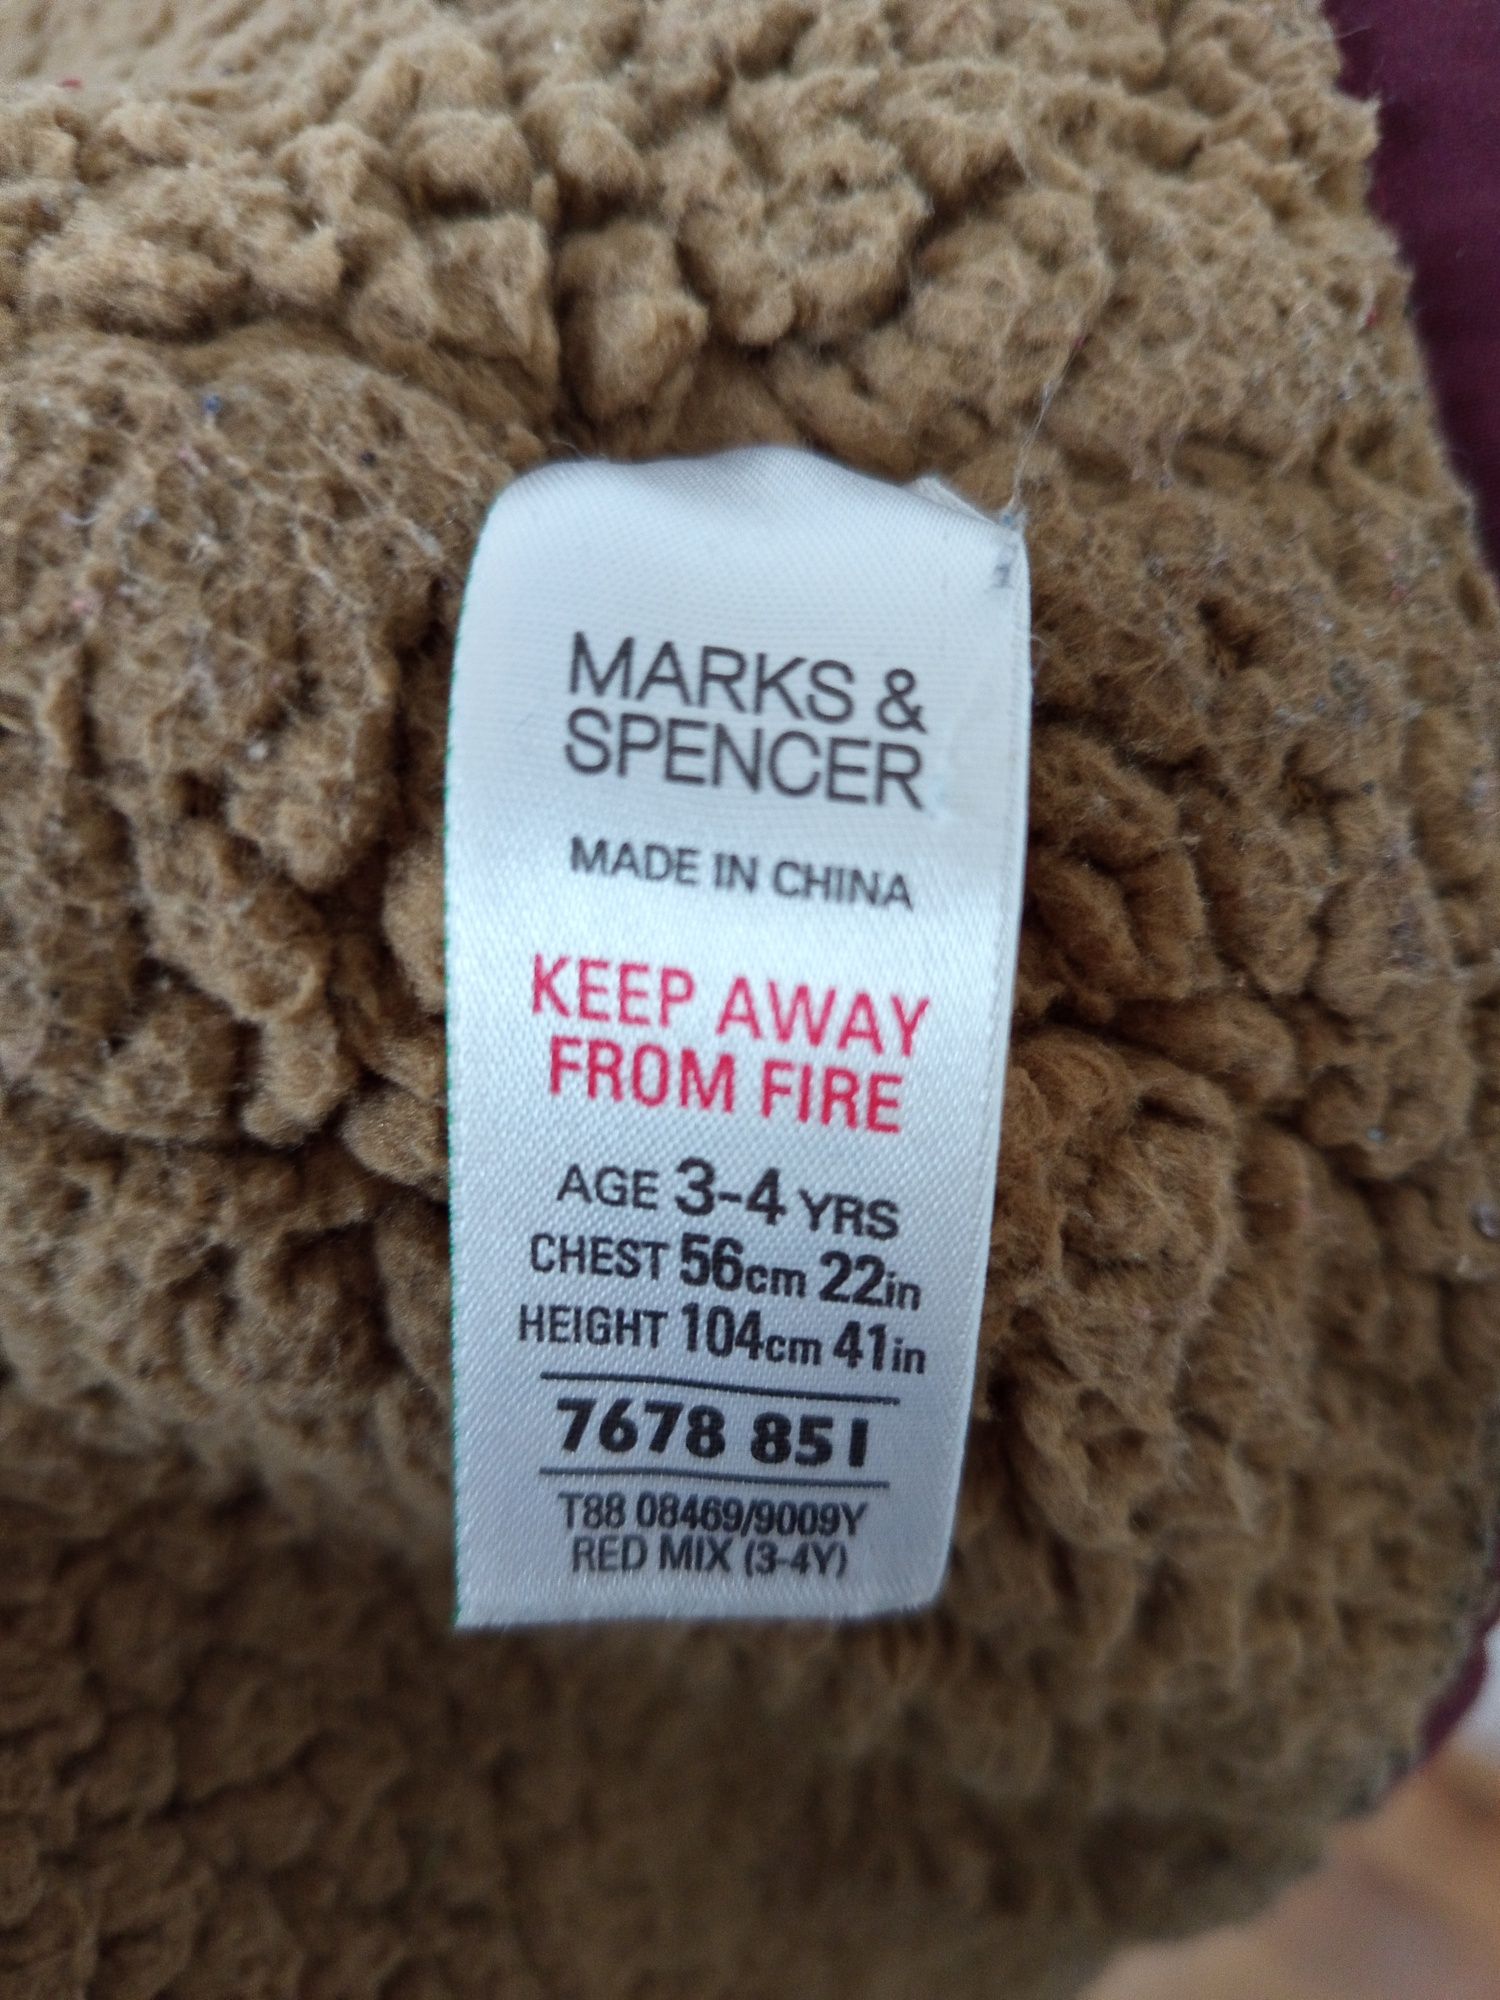 MARKS &
SPENCER
MADE IN CHINA
KEEP AWAY
FROM FIRE
AGE 3-4 YRS
CHEST 56cm 22in
HEIGHT 104cm 41in
7678 851
T88 08469/9009Y
RED MIX (3-4Y)